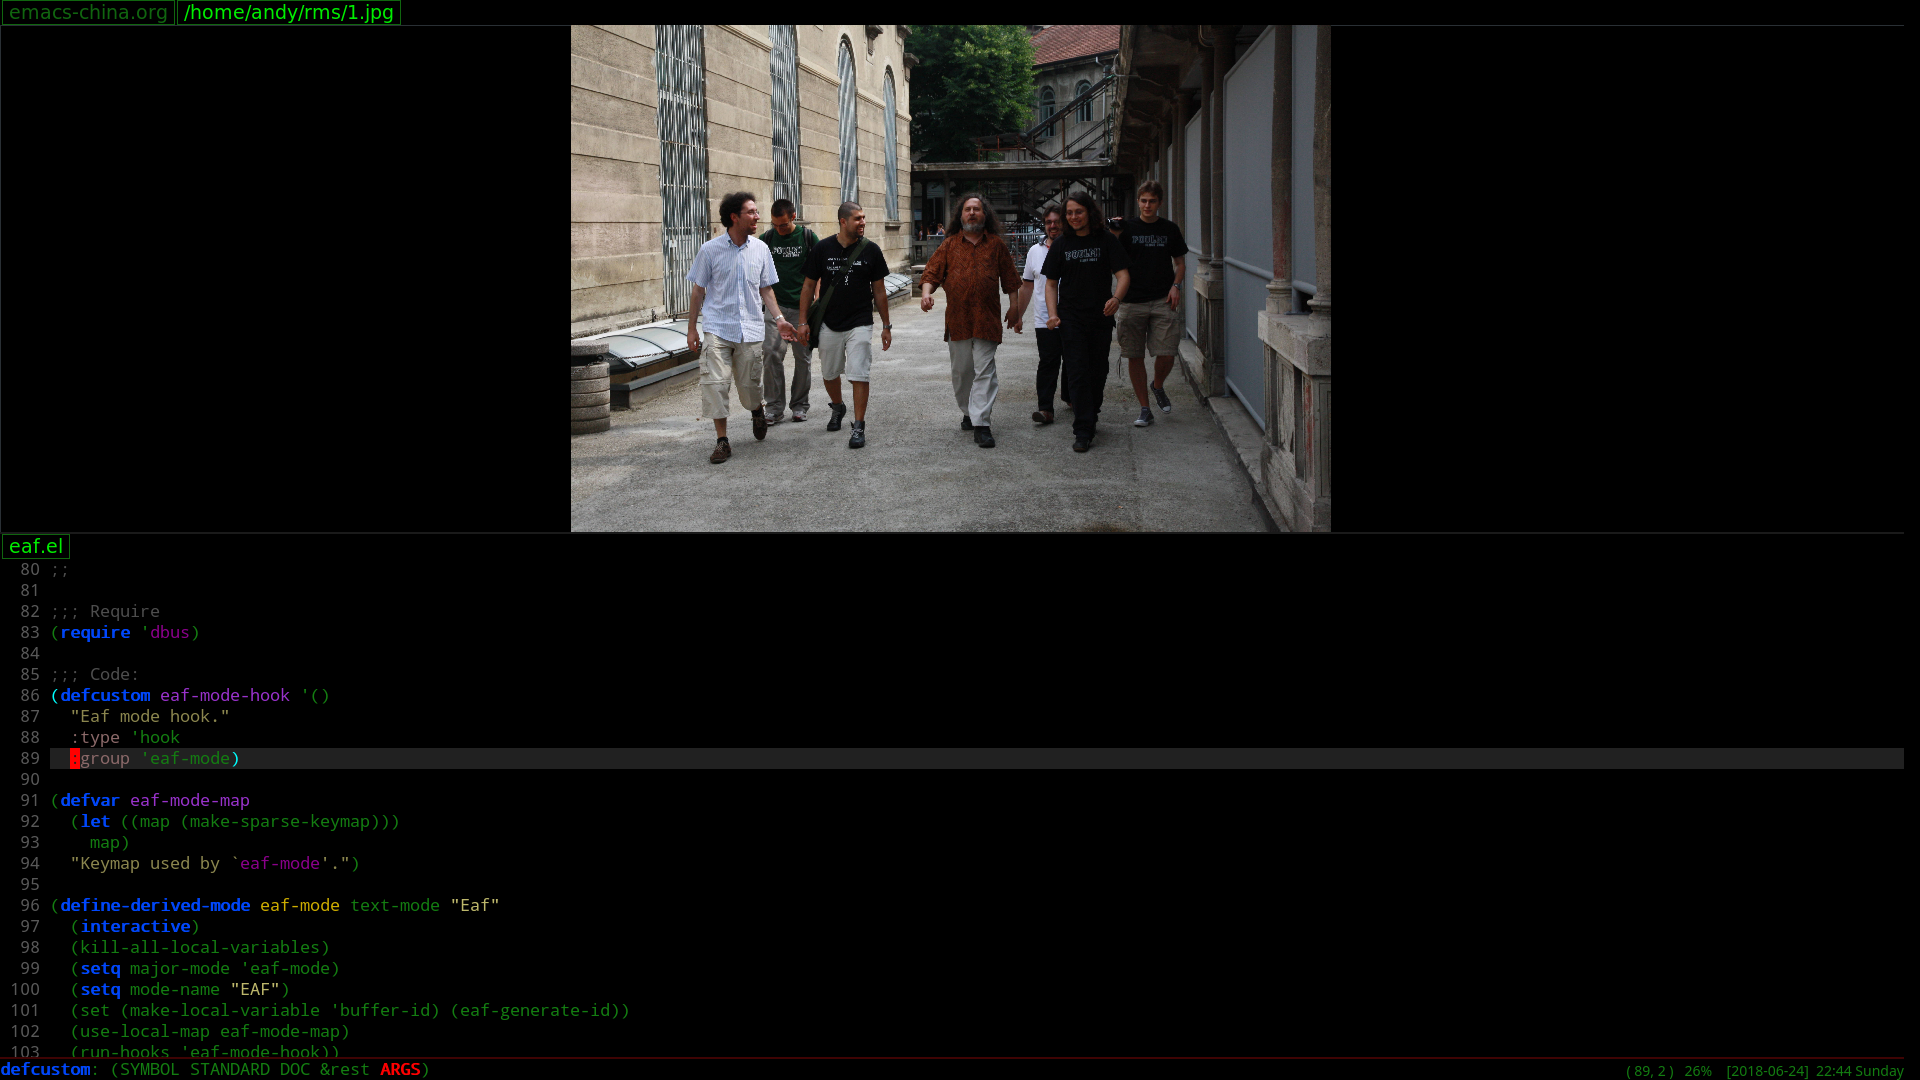 emacs-china.org /home/andy/rms/1.jpg
POUL
POUL
POUL
eaf.el
80 ;;
81
82 ;;; Require
83 (require 'dbus)
84
85 ;;; Code:
86 (defcustom eaf-mode-hook '()
87 "Eaf mode hook."
88 :type 'hook
89 :group 'eaf-mode)
90
91 (defvar eaf-mode-map
92 (let ((map (make-sparse-keymap)))
93 map)
94 "Keymap used by `eaf-mode'.")
95
96 (define-derived-mode eaf-mode text-mode "Eaf"
97 (interactive)
98 (kill-all-local-variables)
99 (setq major-mode 'eaf-mode)
100 (setq mode-name "EAF")
101 (set (make-local-variable 'buffer-id) (eaf-generate-id))
102 (use-local-map eaf-mode-map)
103 (run-hooks 'eaf-mode-hook))
defcustom: (SYMBOL STANDARD DOC &rest ARGS) (89, 2) 26% [2018-06-24] 22:44 Sunday